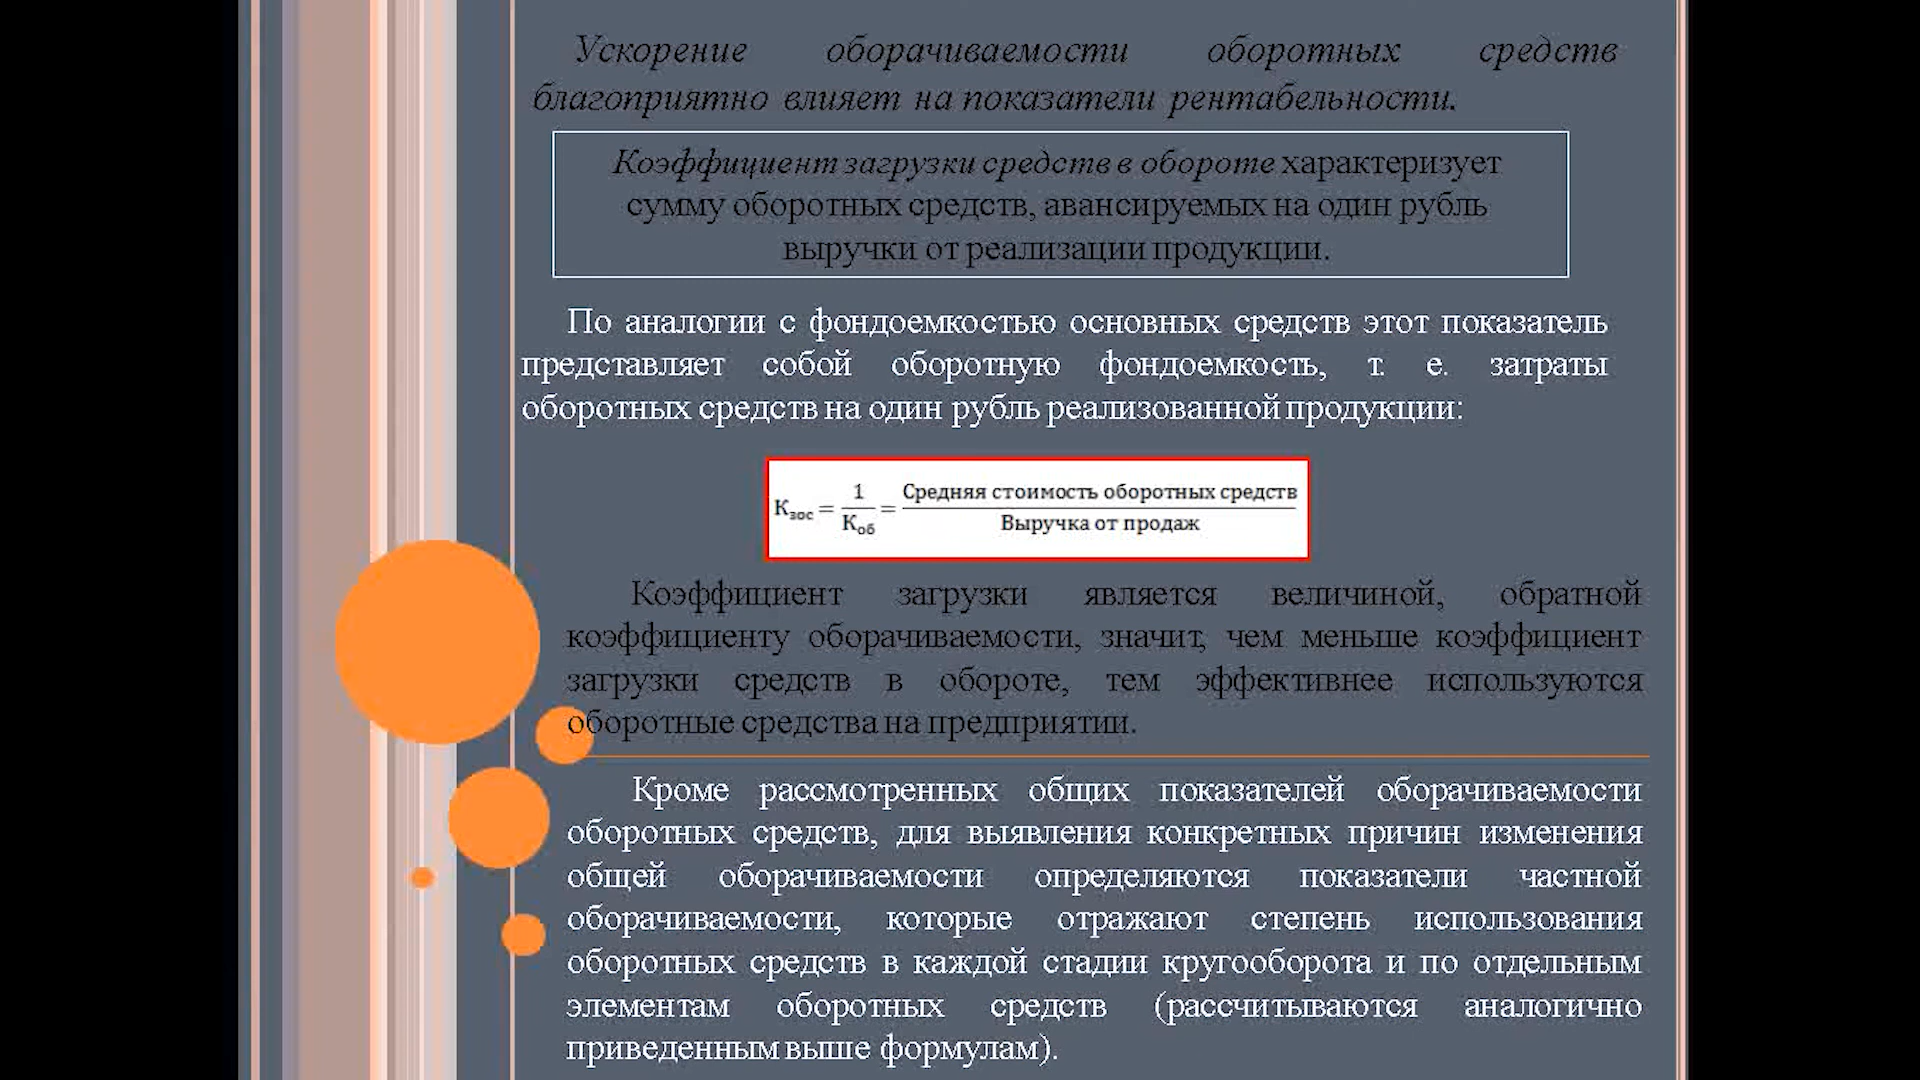 Ускорение оборачиваемости оборотных средств
благоприятно влияет на показатели рентабельности.
Коэффициент загрузки средств в обороте характеризует
сумму оборотных средств, авансируемых на один рубль
выручки от реализации продукции.
По аналогии с фондоемкостью основных средств этот показатель
представляет собой оборотную фондоемкость, т. е. затраты
оборотных средств на один рубль реализованной продукции:
Кзос = 1/Коб = Средняя стоимость оборотных средств/Выручка от продаж
Коэффициент загрузки является величиной, обратной
коэффициенту оборачиваемости, значит, чем меньше коэффициент
загрузки средств в обороте, тем эффективнее используются
оборотные средства на предприятии.
Кроме рассмотренных общих показателей оборачиваемости
оборотных средств, для выявления конкретных причин изменения
общей оборачиваемости определяются показатели частной
оборачиваемости, которые отражают степень использования
оборотных средств в каждой стадии кругооборота и по отдельным
элементам оборотных средств (рассчитываются аналогично
приведенным выше формулам).